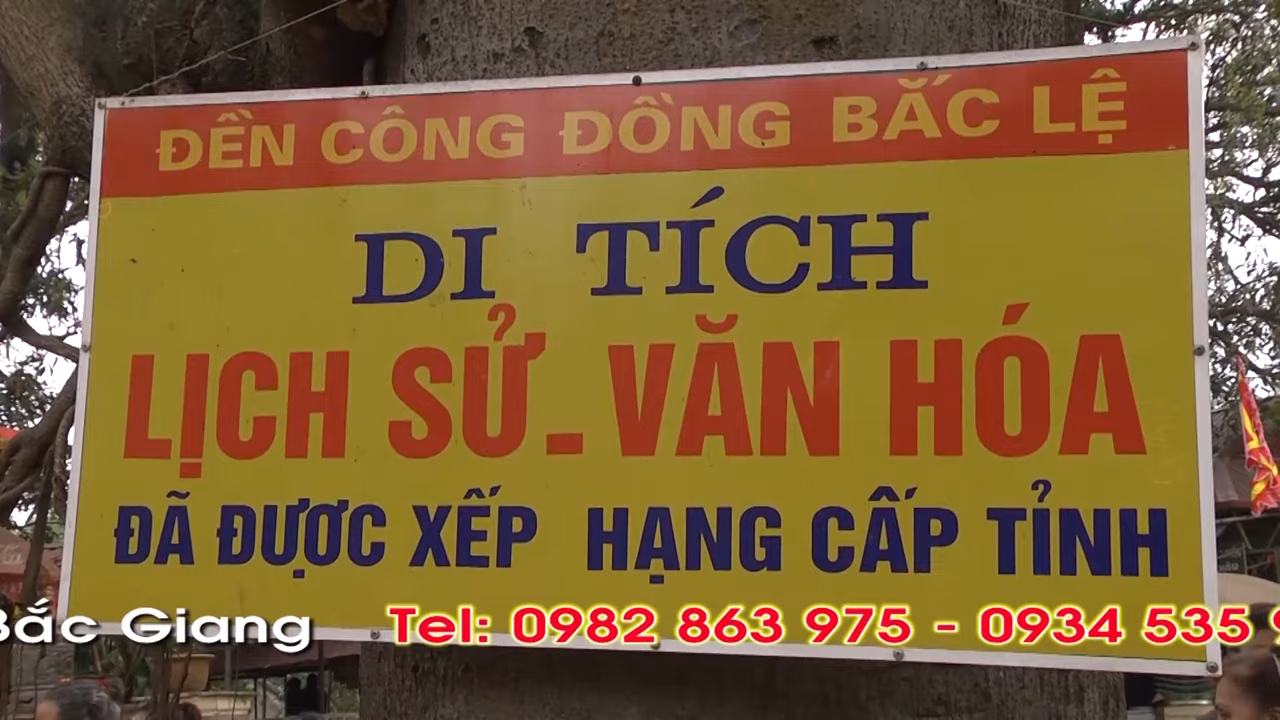 ĐỀN CÔNG ĐỒNG BẮC LỆ
DI TÍCH
LỊCH SỬ - VĂN HÓA
ĐÃ ĐƯỢC XẾP HẠNG CẤP TỈNH
Bắc Giang Tel: 0982 863 975 - 0934 535